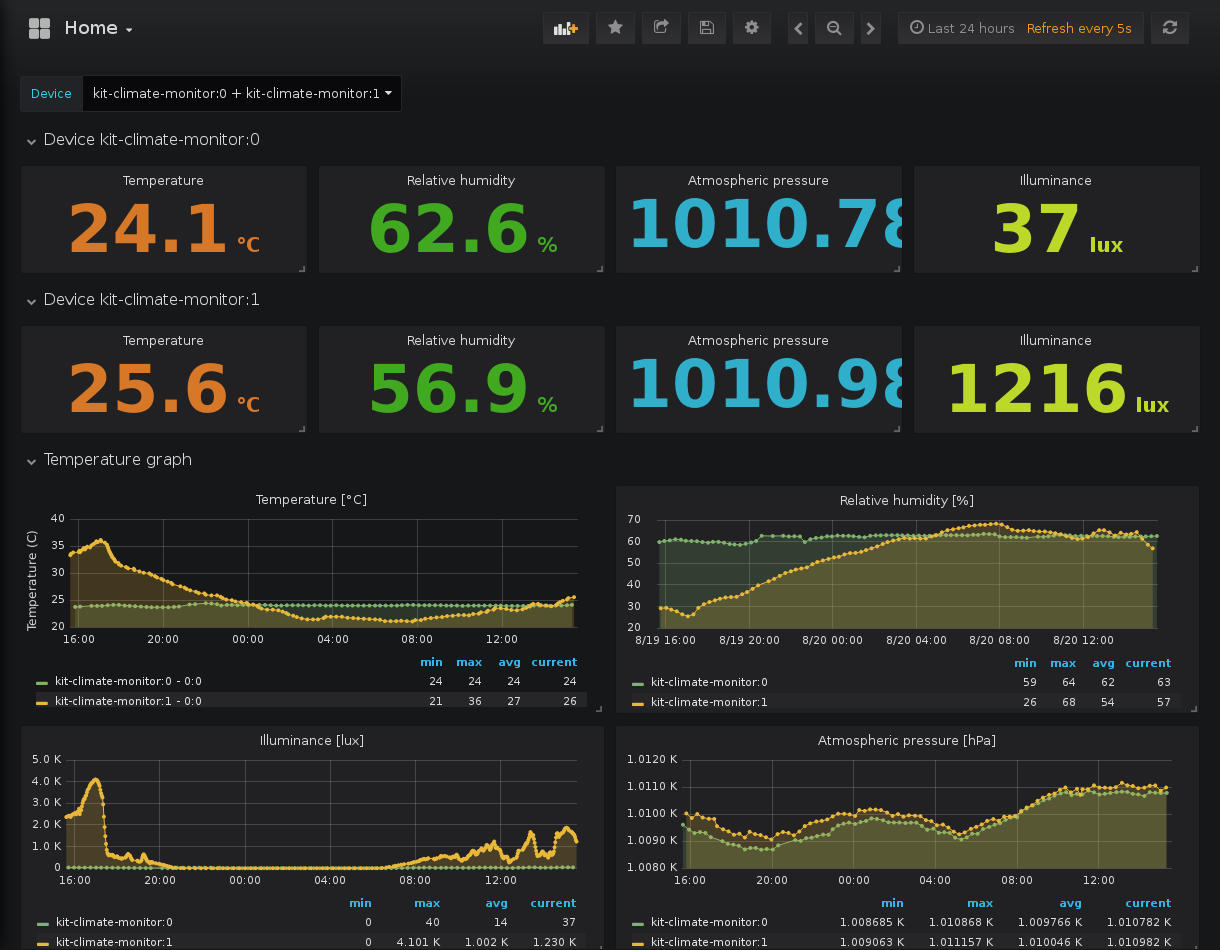 Home
Last 24 hours Refresh every 5s
Device kit-climate-monitor:0 + kit-climate-monitor:1
Device kit-climate-monitor:0
Temperature Relative humidity Atmospheric pressure Illuminance
24.1 °C 62.6 % 1010.78 37 lux
Device kit-climate-monitor:1
Temperature Relative humidity Atmospheric pressure Illuminance
25.6 °C 56.9 % 1010.98 1216 lux
Temperature graph
Temperature [°C]
Temperature (C)
40
35
30
25
20
16:00 20:00 00:00 04:00 08:00 12:00
min max avg current
kit-climate-monitor:0 - 0:0 24 24 24 24
kit-climate-monitor:1 - 0:0 21 36 27 26
Relative humidity [%]
70
60
50
40
30
20
8/19 16:00 8/19 20:00 8/20 00:00 8/20 04:00 8/20 08:00 8/20 12:00
min max avg current
kit-climate-monitor:0 59 64 62 63
kit-climate-monitor:1 26 68 54 57
Illuminance [lux]
5.0 K
4.0 K
3.0 K
2.0 K
1.0 K
0
16:00 20:00 00:00 04:00 08:00 12:00
min max avg current
kit-climate-monitor:0 0 40 14 37
kit-climate-monitor:1 0 4.101 K 1.002 K 1.230 K
Atmospheric pressure [hPa]
1.0120 K
1.0110 K
1.0100 K
1.0090 K
1.0080 K
16:00 20:00 00:00 04:00 08:00 12:00
min max avg current
kit-climate-monitor:0 1.008685 K 1.010868 K 1.009766 K 1.010782 K
kit-climate-monitor:1 1.009063 K 1.011157 K 1.010046 K 1.010982 K